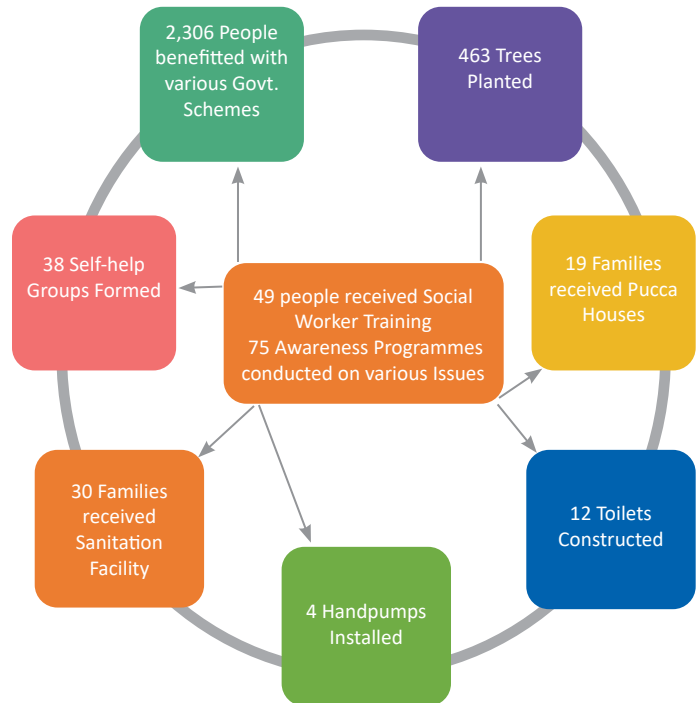 2,306 People
benefitted with
various Govt.
Schemes
463 Trees
Planted
38 Self-help
Groups Formed
49 people received Social
Worker Training
75 Awareness Programmes
conducted on various Issues
19 Families
received Pucca
Houses
30 Families
received
Sanitation
Facility
12 Toilets
Constructed
4 Handpumps
Installed